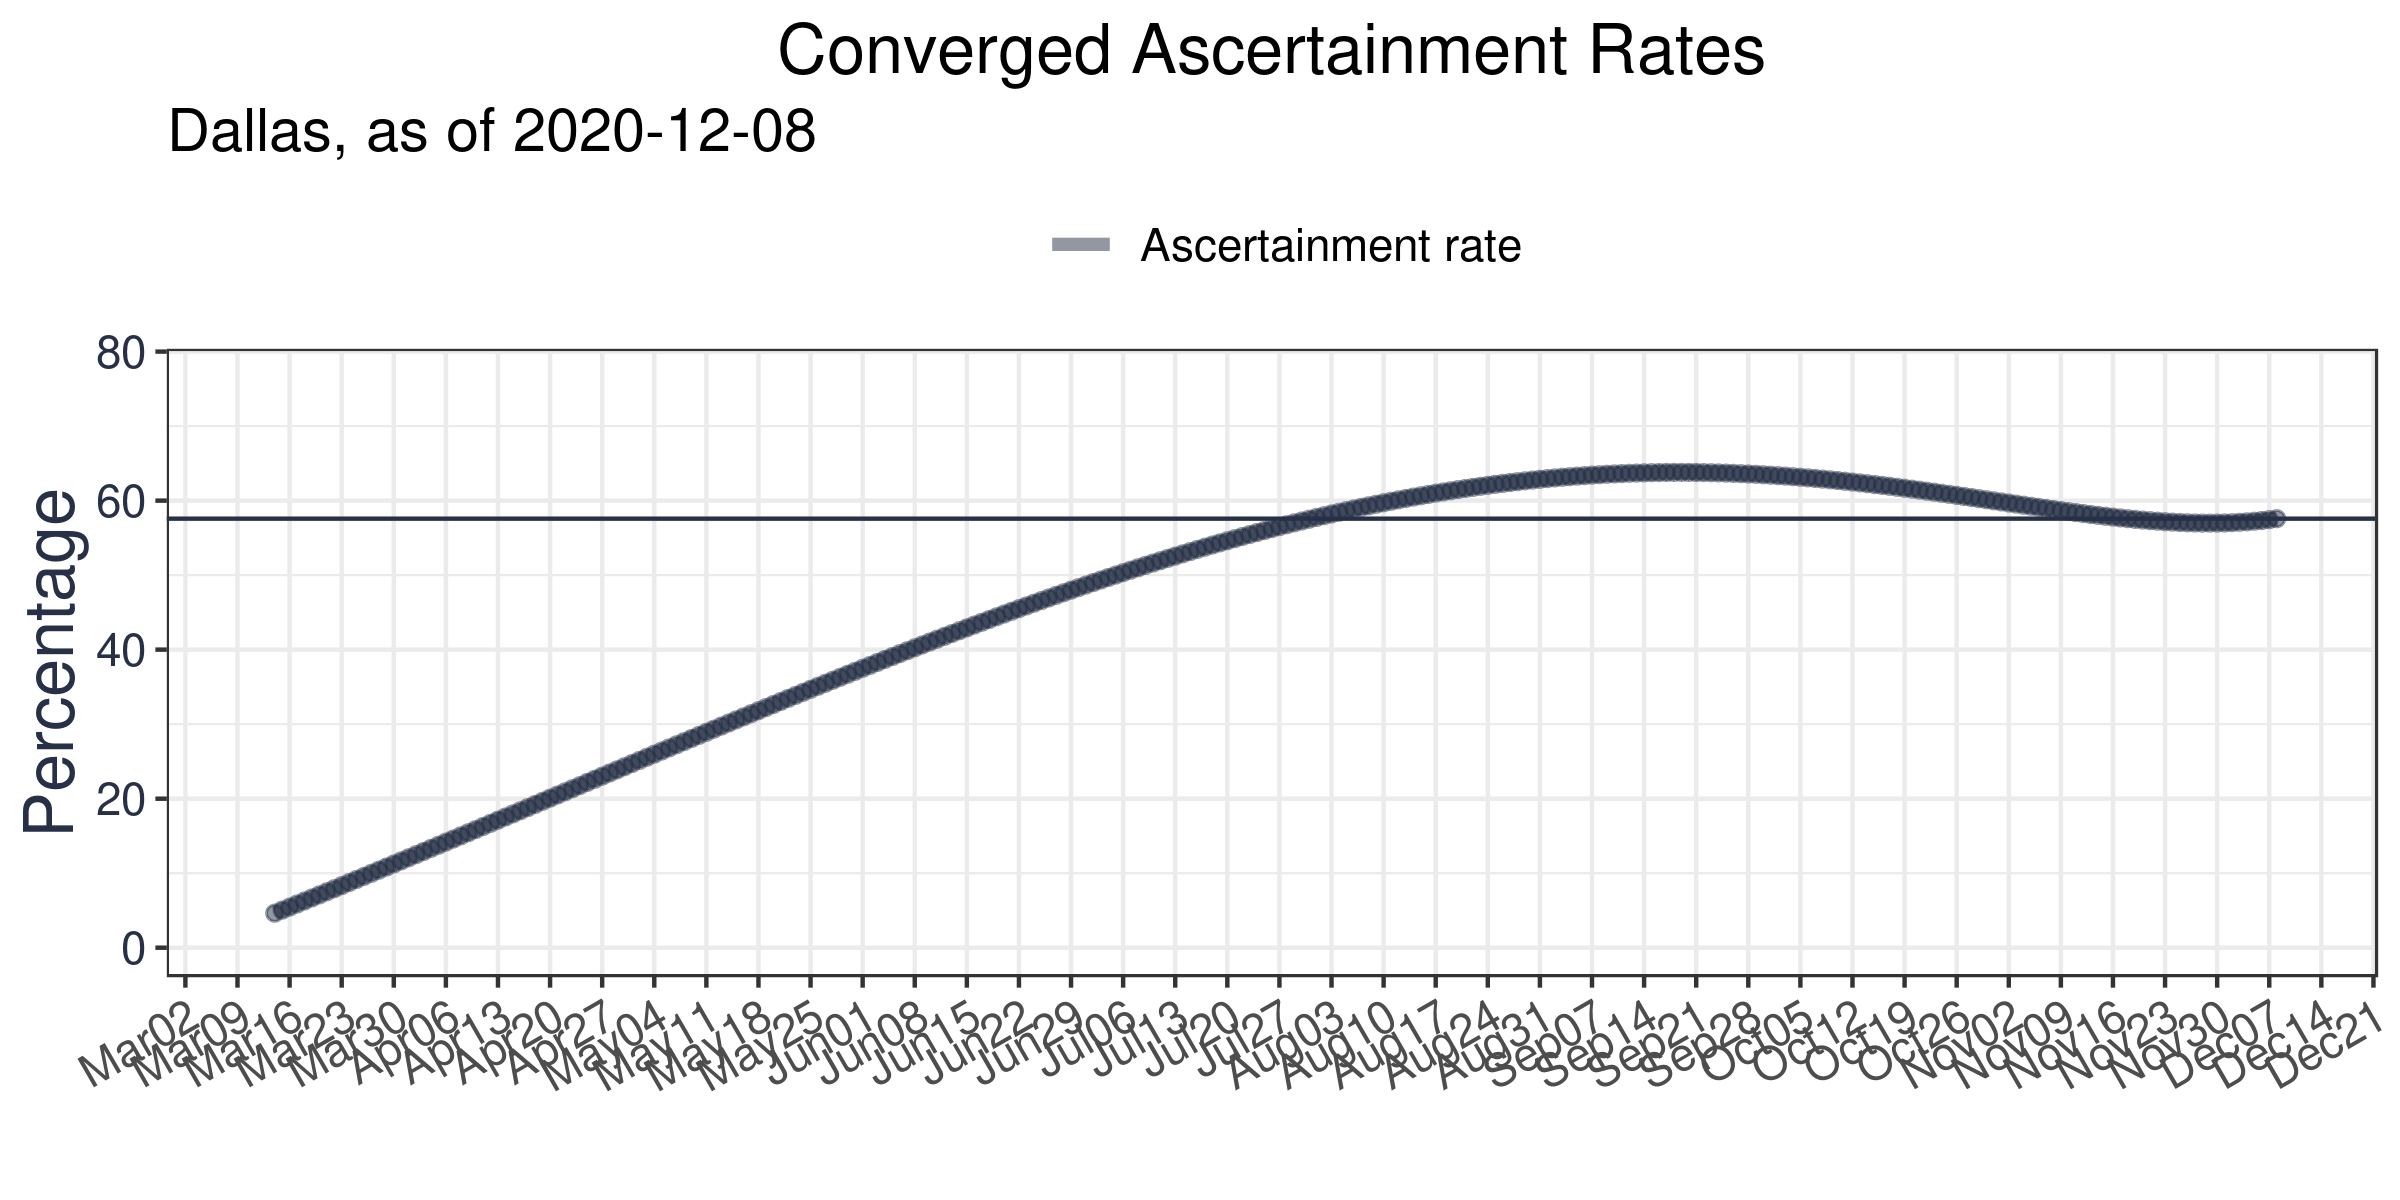 Converged Ascertainment Rates
Dallas, as of 2020-12-08
Ascertainment rate
Percentage
80
60
40
20
0
Mar02
Mar09
Mar16
Mar23
Mar30
Apr06
Apr13
Apr20
Apr27
May04
May11
May18
May25
Jun01
Jun08
Jun15
Jun22
Jun29
Jul06
Jul13
Jul20
Jul27
Aug03
Aug10
Aug17
Aug24
Aug31
Sep07
Sep14
Sep21
Sep28
Oct05
Oct12
Oct19
Oct26
Nov02
Nov09
Nov16
Nov23
Nov30
Dec07
Dec14
Dec21